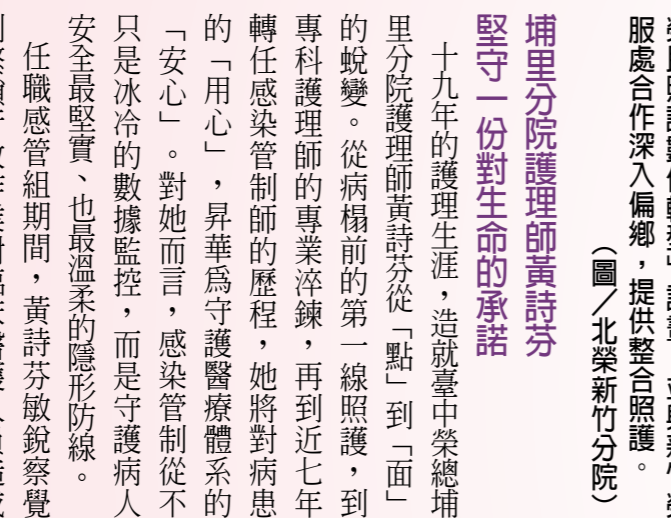 服處合作深入偏鄉，提供整合照護。
（圖／北榮新竹分院）
埔里分院護理師黃詩芬
堅守一份對生命的承諾
十九年的護理生涯，造就臺中榮總埔
里分院護理師黃詩芬從「點」到「面」
的蛻變。從病榻前的第一線照護，到
專科護理師的專業淬鍊，再到近七年
轉任感染管制師的歷程，她將對病患
的「用心」，昇華為守護醫療體系的
「安心」。對她而言，感染管制從不
只是冰冷的數據監控，而是守護病人
安全最堅實、也最溫柔的隱形防線。
任職感管組期間，黃詩芬敏銳察覺